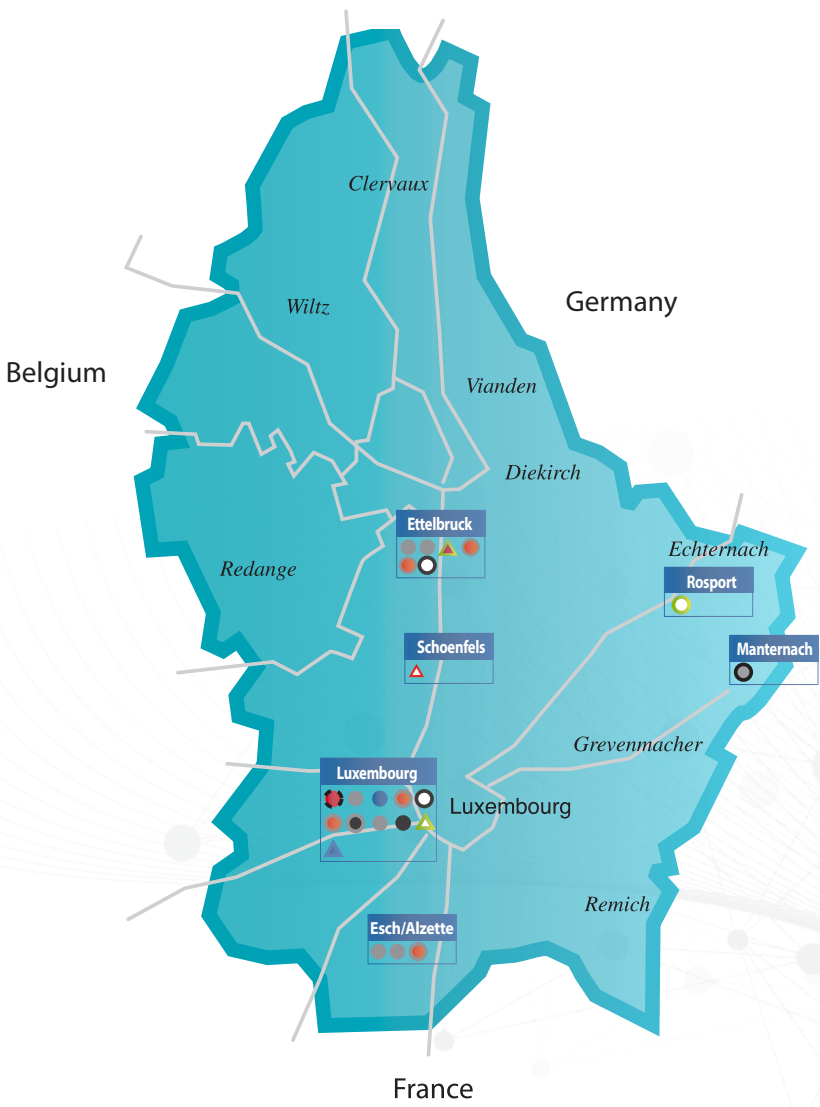 Clervaux
Germany
Wiltz
Belgium
Vianden
Diekirch
Ettelbruck
Echternach
Redange
Rosport
Schoenfels
Manternach
Grevenmacher
Luxembourg
Luxembourg
Remich
Esch/Alzette
France